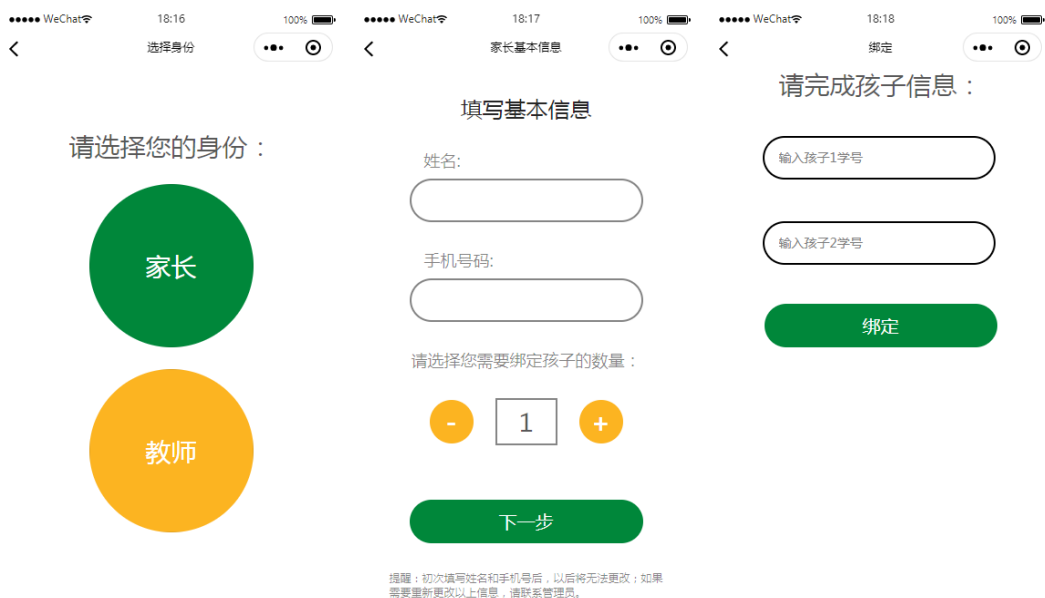 WeChat 18:16 100%
选择身份
请选择您的身份：
家长
教师
WeChat 18:17 100%
家长基本信息
填写基本信息
姓名:
手机号码:
请选择您需要绑定孩子的数量：
- 1 +
下一步
提醒：初次填写姓名和手机号后，以后将无法更改；如果
需要重新更改以上信息，请联系管理员。
WeChat 18:18 100%
绑定
请完成孩子信息：
输入孩子1学号
输入孩子2学号
绑定